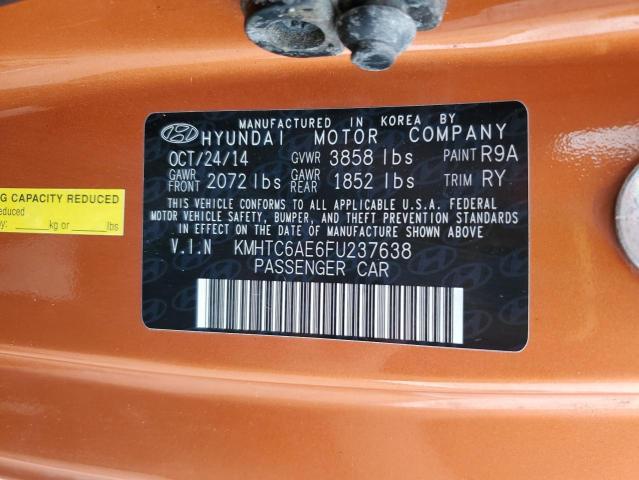 MANUFACTURED IN KOREA BY
HYUNDAI MOTOR COMPANY
OCT/24/14 GVWR 3858 lbs PAINT R9A
GAWR FRONT 2072 lbs GAWR REAR 1852 lbs TRIM RY
THIS VEHICLE CONFORMS TO ALL APPLICABLE U.S.A. FEDERAL
MOTOR VEHICLE SAFETY, BUMPER, AND THEFT PREVENTION STANDARDS
IN EFFECT ON THE DATE OF MANUFACTURE SHOWN ABOVE
V.I.N KMHTC6AE6FU237638
PASSENGER CAR
G CAPACITY REDUCED
educed
by: kg or lbs